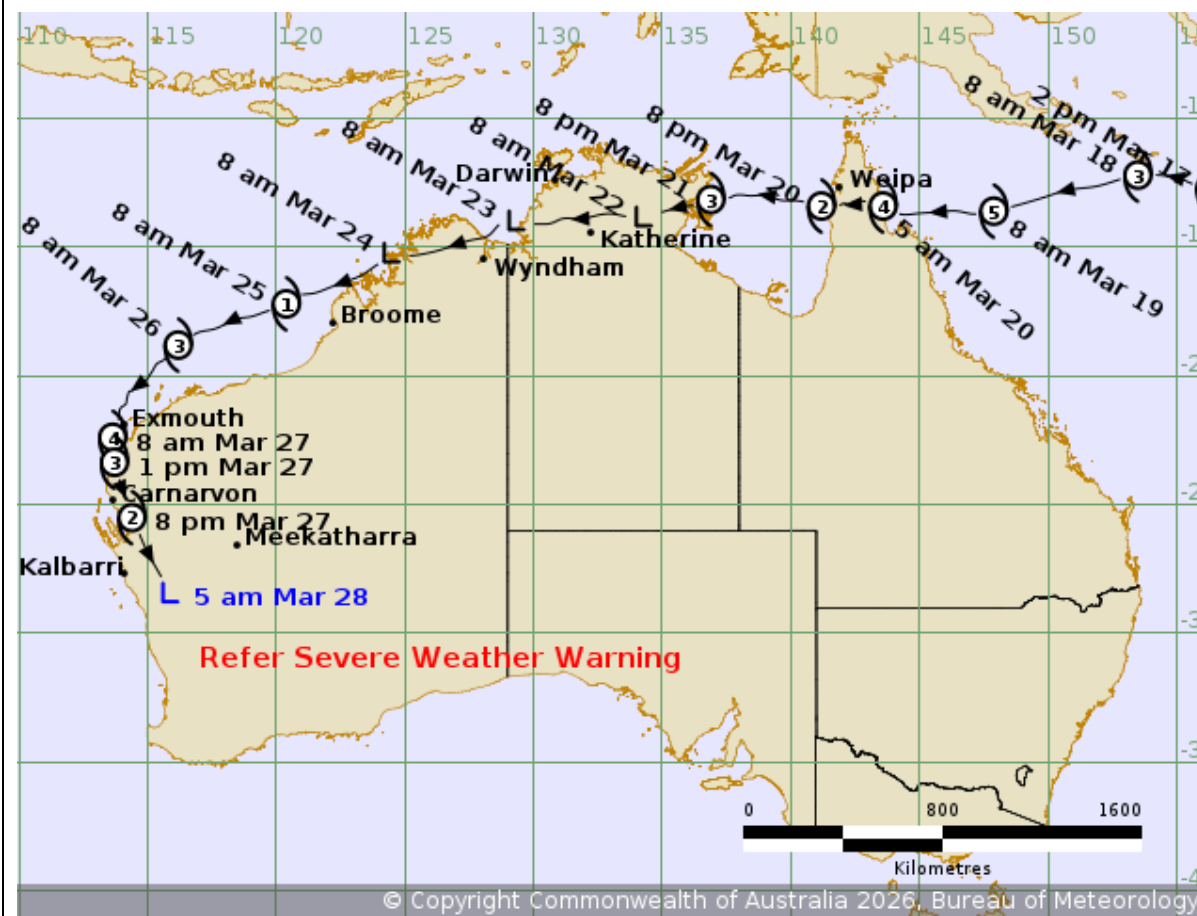 110 115 120 125 130 135 140 145 150
2 pm Mar 17
8 am Mar 18
3
8 am Mar 19
5
5 am Mar 20
4
Weipa
8 pm Mar 20
2
8 pm Mar 21
3
8 am Mar 22
L
Darwin
Katherine
8 am Mar 23
L
Wyndham
8 am Mar 24
L
8 am Mar 25
1
Broome
8 am Mar 26
3
Exmouth
4 8 am Mar 27
3 1 pm Mar 27
Carnarvon
2 8 pm Mar 27
Meekatharra
Kalbarri
L 5 am Mar 28
Refer Severe Weather Warning
0 800 1600
Kilometres
© Copyright Commonwealth of Australia 2026, Bureau of Meteorology